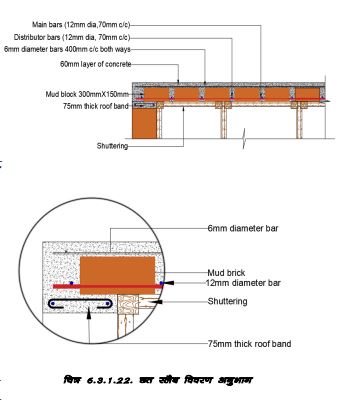 Main bars (12mm dia,70mm c/c)
Distributor bars (12mm dia, 70mm c/c)
6mm diameter bars 400mm c/c both ways
60mm layer of concrete
Mud block 300mmX150mm
75mm thick roof band
Shuttering
6mm diameter bar
Mud brick
12mm diameter bar
Shuttering
75mm thick roof band
चित्र 6.3.1.22. छत स्लैब विवरण अनुभाग